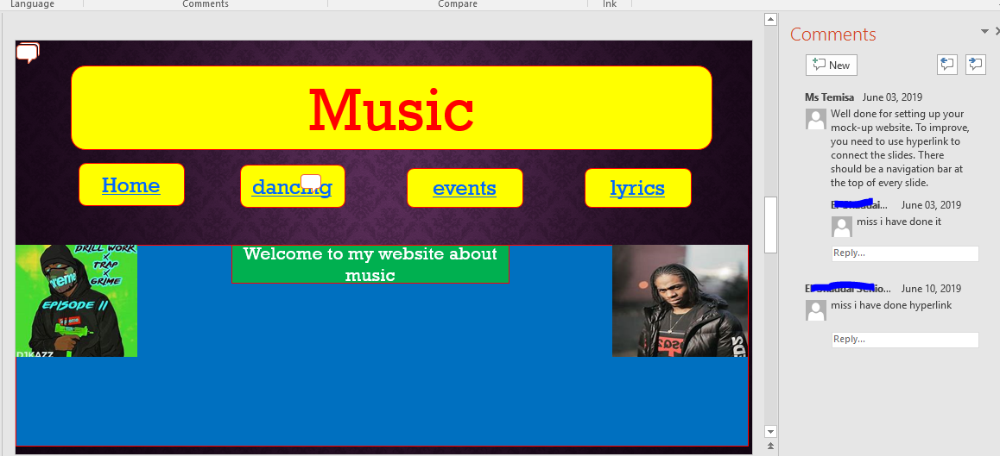 Language Comments Compare Ink
Comments
New
Music
Home dancing events lyrics
DRILL WORK
X
TRAP
X
GRIME
EPISODE II
DJKAZZ
Welcome to my website about
music
Ms Temisa June 03, 2019
Well done for setting up your
mock-up website. To improve,
you need to use hyperlink to
connect the slides. There
should be a navigation bar at
the top of every slide.
June 03, 2019
miss i have done it
Reply...
June 10, 2019
miss i have done hyperlink
Reply...